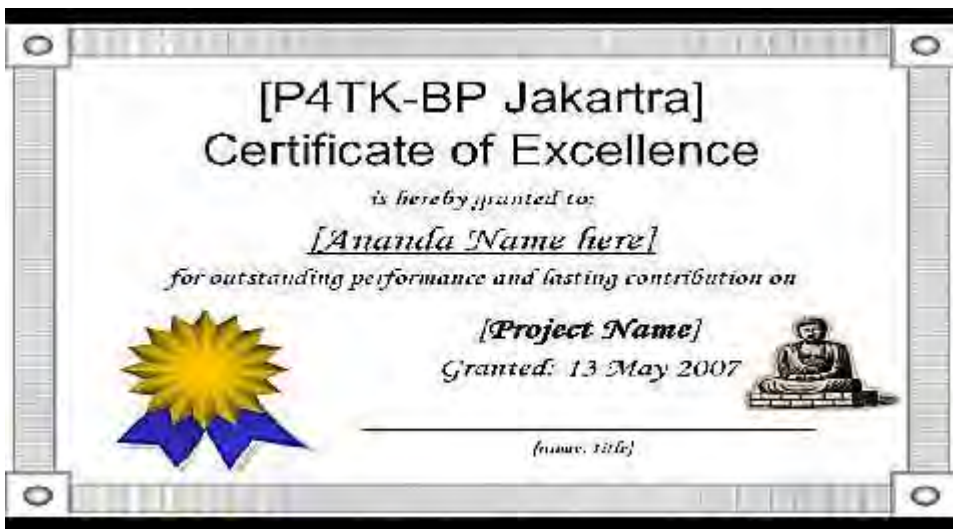 [P4TK-BP Jakartra]
Certificate of Excellence
is hereby granted to:
[Ananda Name here]
for outstanding performance and lasting contribution on
[Project Name]
Granted: 13 May 2007
[name, title]